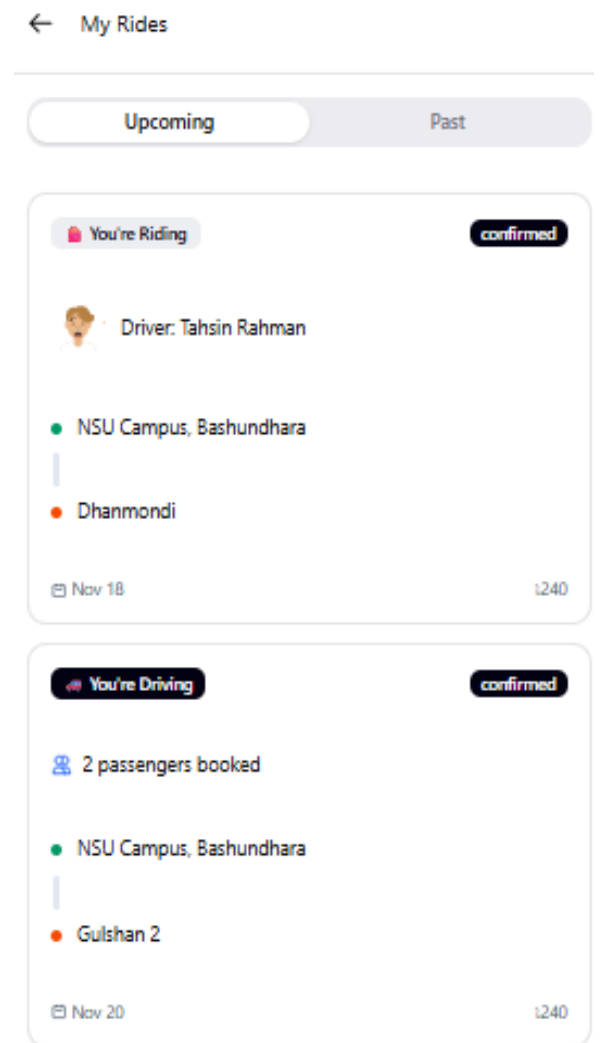 My Rides
Upcoming Past
You're Riding confirmed
Driver: Tahsin Rahman
NSU Campus, Bashundhara
Dhanmondi
Nov 18 ৳240
You're Driving confirmed
2 passengers booked
NSU Campus, Bashundhara
Gulshan 2
Nov 20 ৳240